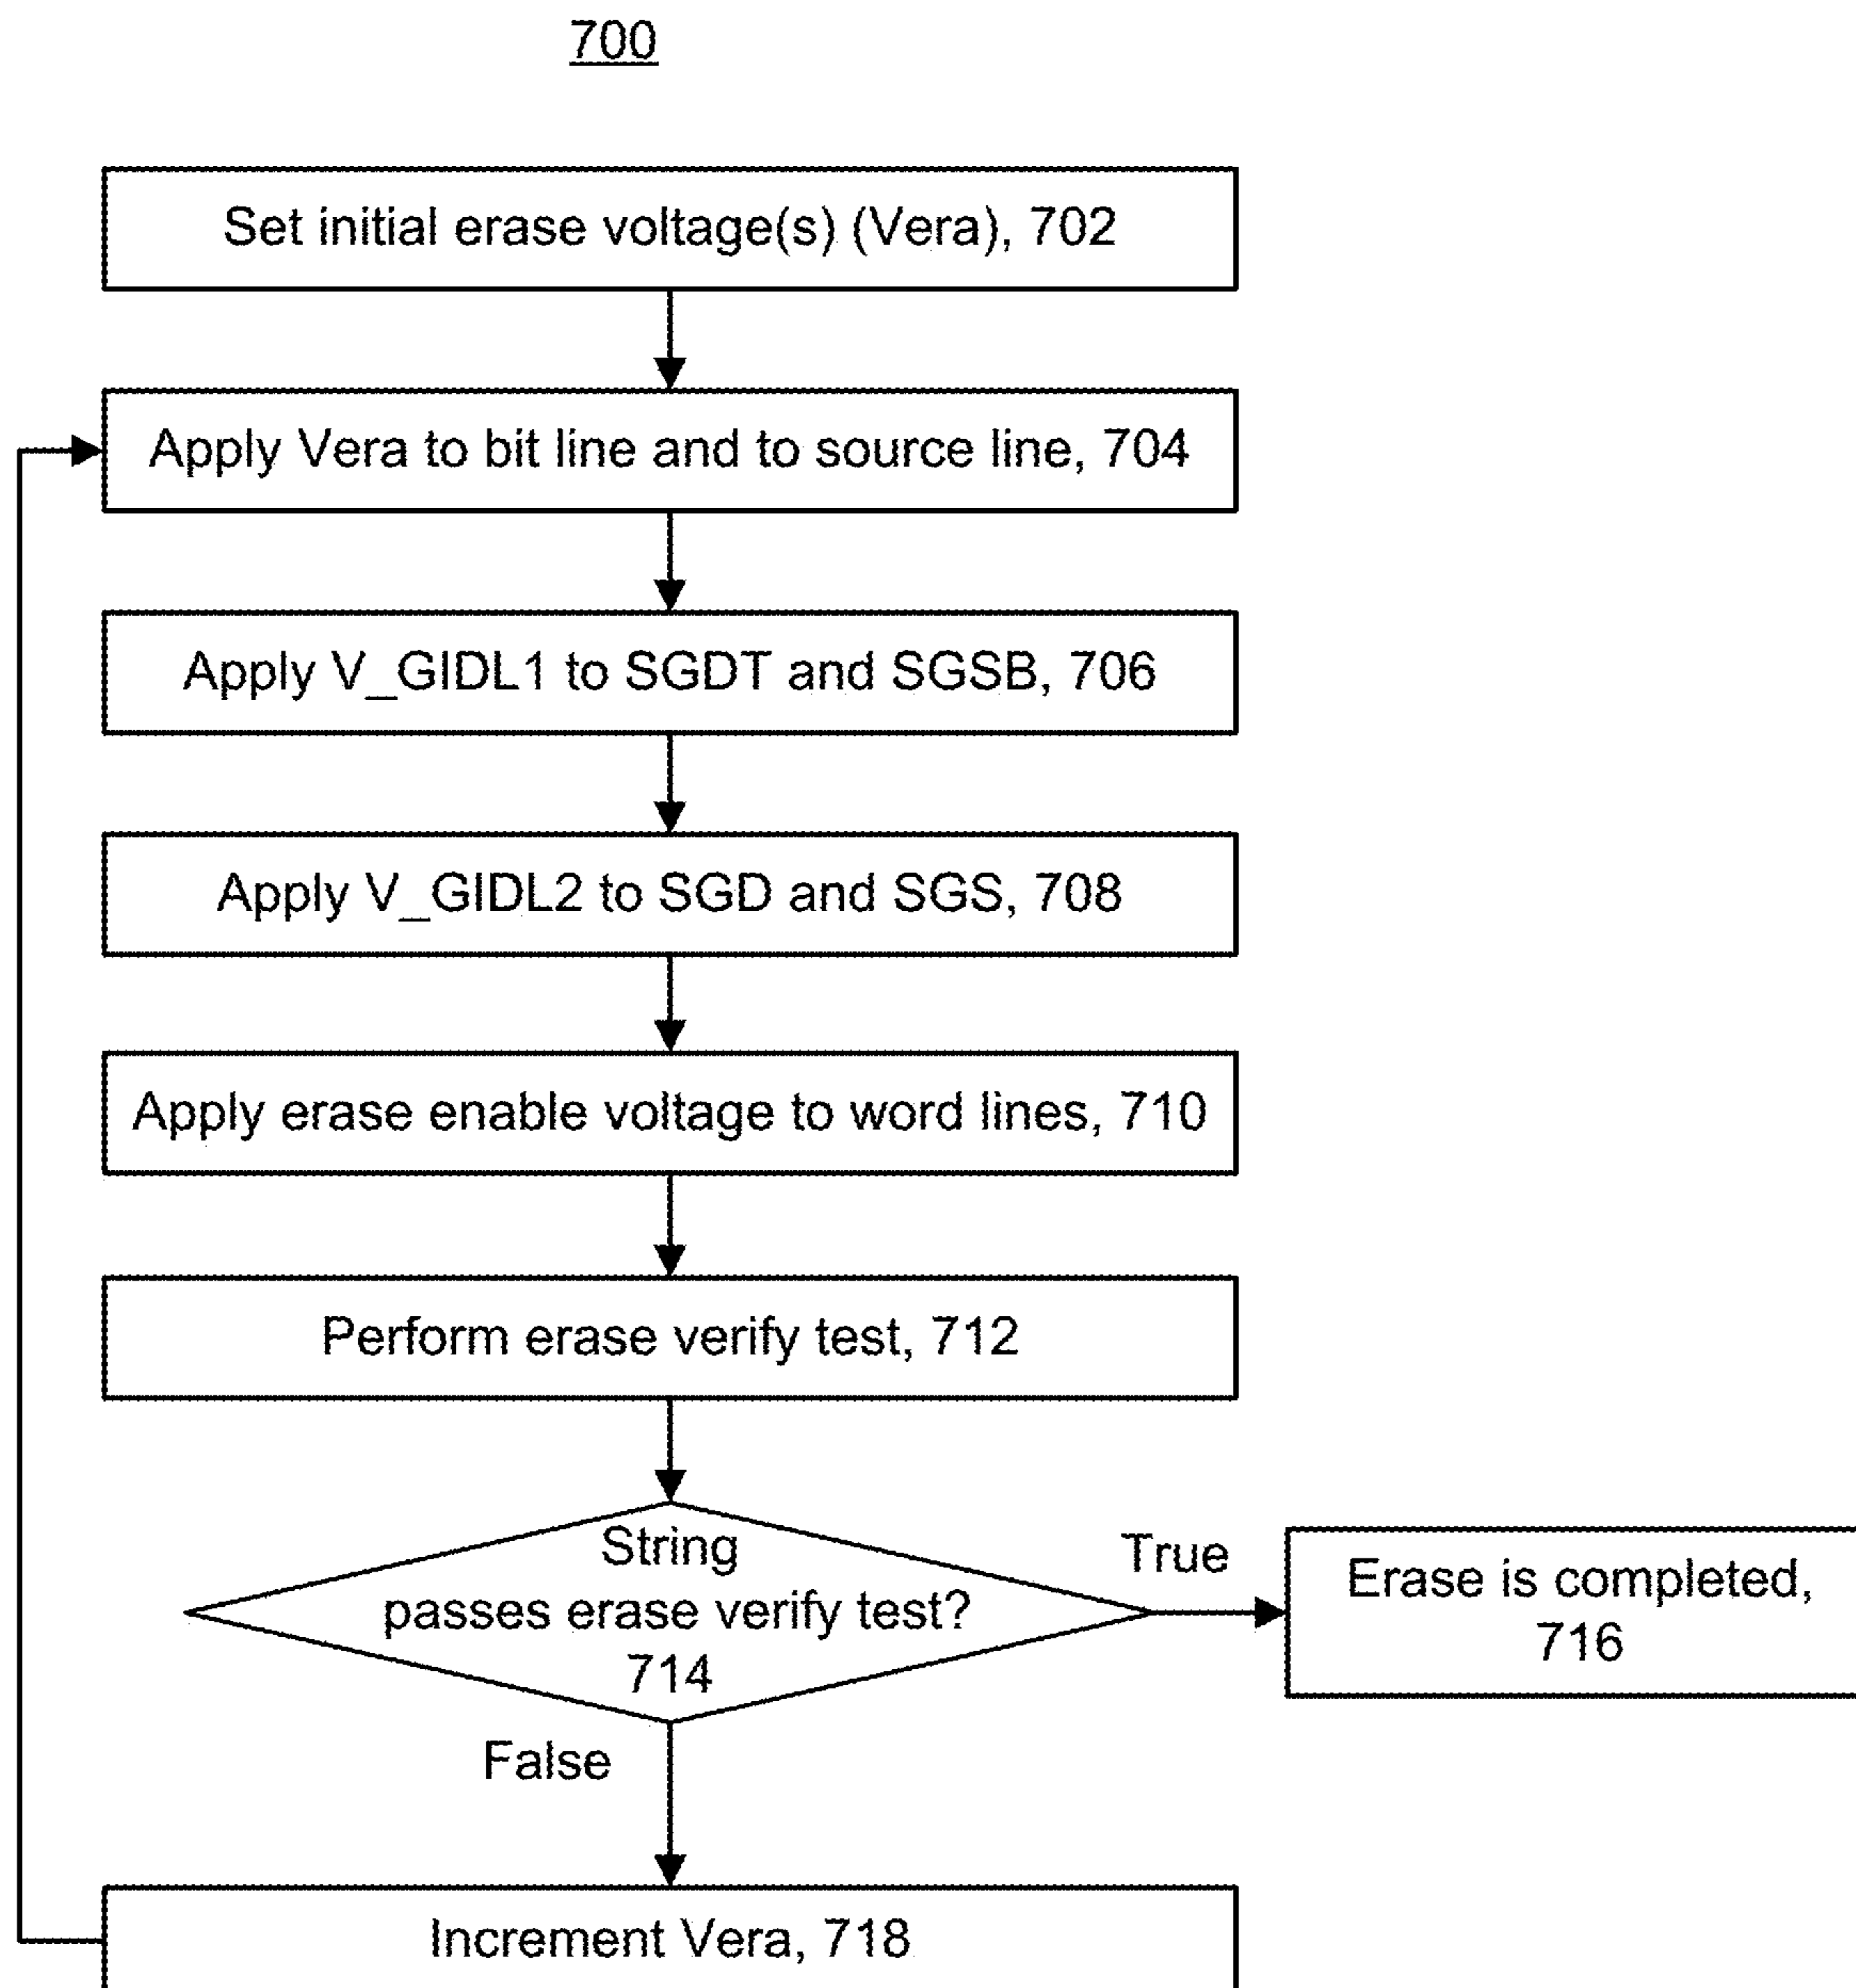 700
Set initial erase voltage(s) (Vera), 702
Apply Vera to bit line and to source line, 704
Apply V_GIDL1 to SGDT and SGSB, 706
Apply V_GIDL2 to SGD and SGS, 708
Apply erase enable voltage to word lines, 710
Perform erase verify test, 712
String
passes erase verify test?
714
True
Erase is completed,
716
False
Increment Vera, 718